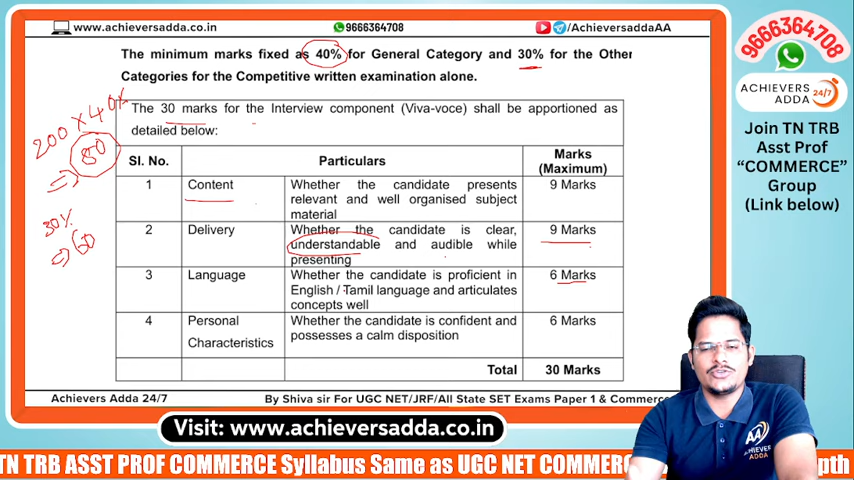 www.achieversadda.co.in
9666364708
/AchieversaddaAA
9666364708
The minimum marks fixed as 40% for General Category and 30% for the Other
Categories for the Competitive written examination alone.
The 30 marks for the Interview component (Viva-voce) shall be apportioned as
detailed below:
200 × 40%
⇒ 80
30%
⇒ 60
Sl. No.
Particulars
Marks
(Maximum)
1
Content
Whether the candidate presents
relevant and well organised subject
material
9 Marks
2
Delivery
Whether the candidate is clear,
understandable and audible while
presenting
9 Marks
3
Language
Whether the candidate is proficient in
English / Tamil language and articulates
concepts well
6 Marks
4
Personal
Characteristics
Whether the candidate is confident and
possesses a calm disposition
6 Marks
Total
30 Marks
ACHIEVERS
ADDA 24/7
Join TN TRB
Asst Prof
“COMMERCE”
Group
(Link below)
AA
ACHIEVER
ADDA
Achievers Adda 24/7
By Shiva sir For UGC NET/JRF/All State SET Exams Paper 1 & Commerce
Visit: www.achieversadda.co.in
TN TRB ASST PROF COMMERCE Syllabus Same as UGC NET COMMER